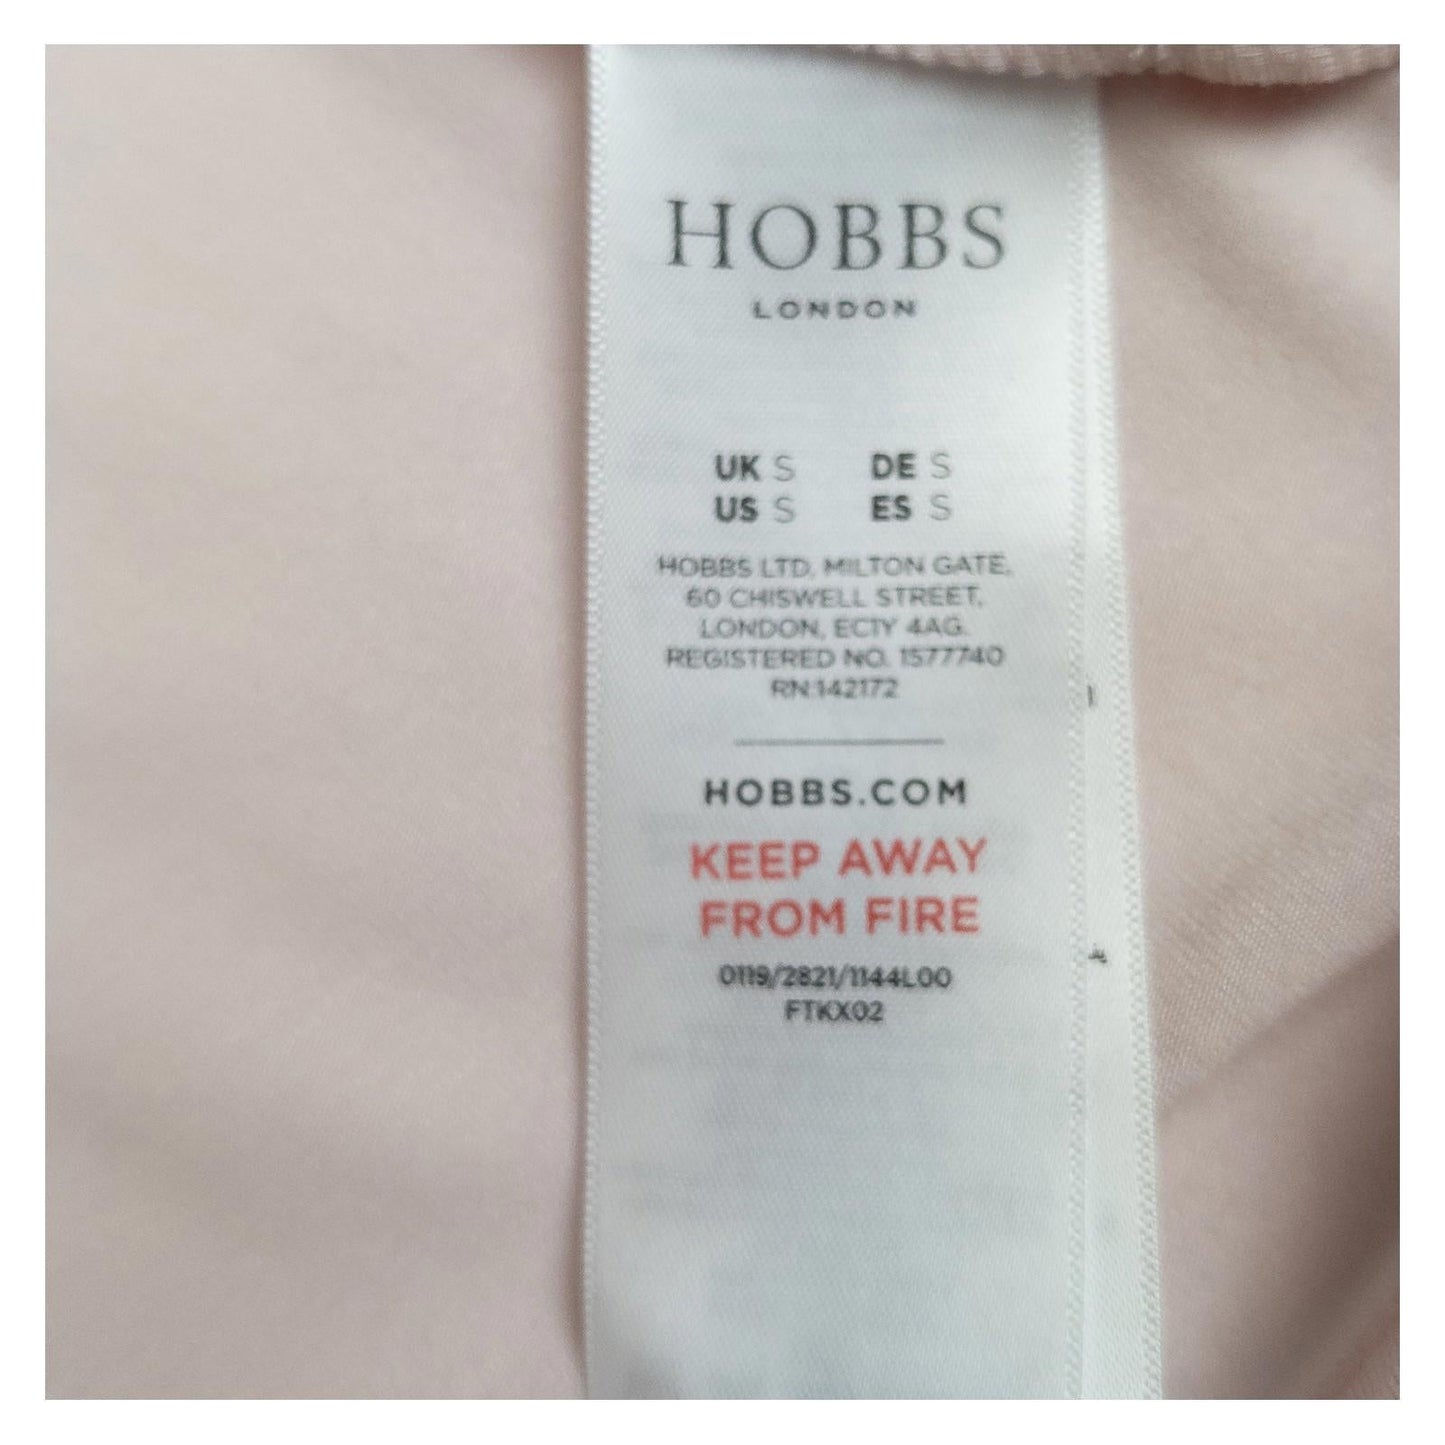 HOBBS
LONDON
UK S DE S
US S ES S
HOBBS LTD, MILTON GATE,
60 CHISWELL STREET,
LONDON, EC1Y 4AG.
REGISTERED NO. 1577740
RN:142172
HOBBS.COM
KEEP AWAY
FROM FIRE
0119/2821/1144L00
FTKX02